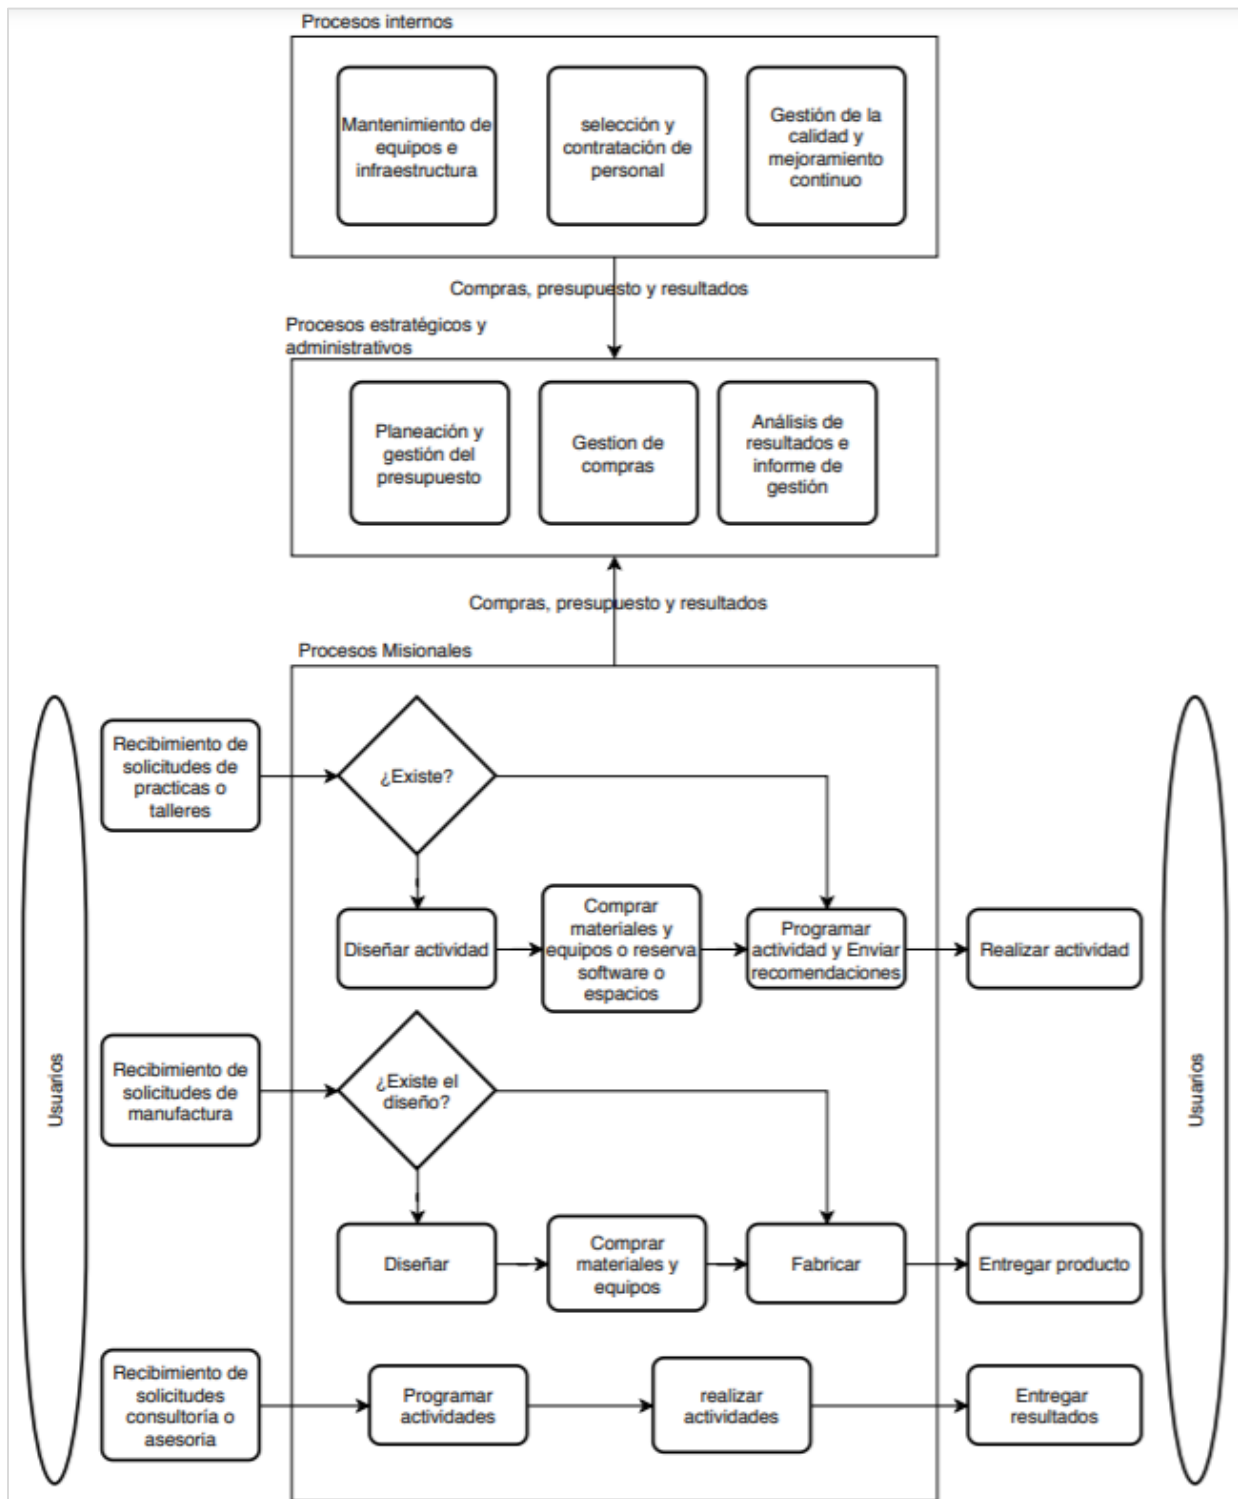 Procesos internos
Mantenimiento de
equipos e
infraestructura
selección y
contratación de
personal
Gestión de la
calidad y
mejoramiento
continuo
Compras, presupuesto y resultados
Procesos estratégicos y
administrativos
Planeación y
gestión del
presupuesto
Gestion de
compras
Análisis de
resultados e
informe de
gestión
Compras, presupuesto y resultados
Procesos Misionales
Usuarios
Recibimiento de
solicitudes de
practicas o
talleres
¿Existe?
Diseñar actividad
Comprar
materiales y
equipos o reserva
software o
espacios
Programar
actividad y Enviar
recomendaciones
Realizar actividad
Recibimiento de
solicitudes de
manufactura
¿Existe el
diseño?
Diseñar
Comprar
materiales y
equipos
Fabricar
Entregar producto
Recibimiento de
solicitudes
consultoría o
asesoria
Programar
actividades
realizar
actividades
Entregar
resultados
Usuarios